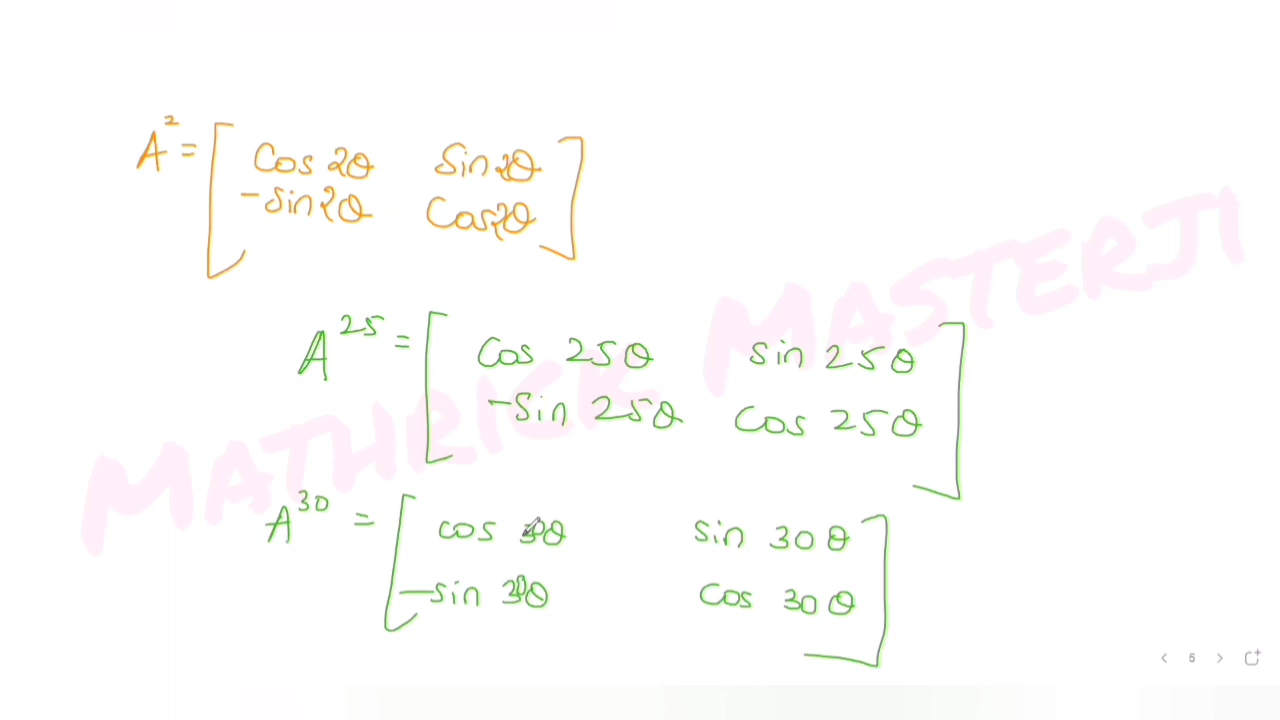 A² = [ Cos 2θ Sin 2θ
-Sin 2θ Cos 2θ ]
A²⁵ = [ Cos 25θ Sin 25θ
-Sin 25θ Cos 25θ ]
A³⁰ = [ cos 30θ sin 30θ
-sin 30θ cos 30θ ]
MATHRICK MASTERJI
< 5 >